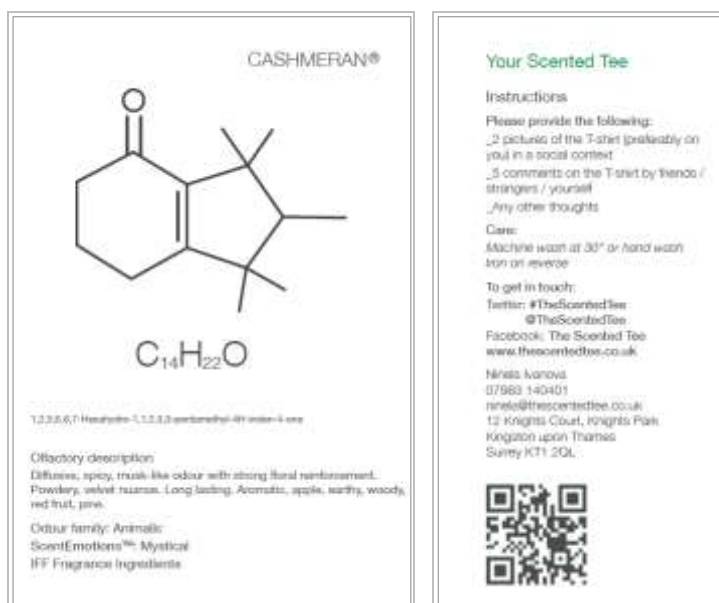 CASHMERAN®
O
C₁₄H₂₂O
Olfactory description
Diffusive, spicy, musk-like odour with strong floral reinforcement.
Powdery, velvet nuance. Long lasting. Aromatic, apple, earthy, woody,
red fruit, pine.
Odour family: Animalic
ScentEmotions™: Mystical
IFF Fragrance Ingredients
Your Scented Tee
Instructions
Please provide the following:
_2 pictures of the T-shirt (preferably on
you) in a social context
_5 comments on the T-shirt by friends /
strangers / yourself
_Any other thoughts
Care:
Machine wash at 30° or hand wash
Iron on reverse
To get in touch:
Twitter: #TheScentedTee
@TheScentedTee
Facebook: The Scented Tee
www.thescentedtee.co.uk
Ninela Ivanova
07983 140401
ninela@thescentedtee.co.uk
12 Knights Court, Knights Park
Kingston upon Thames
Surrey KT1 2QL